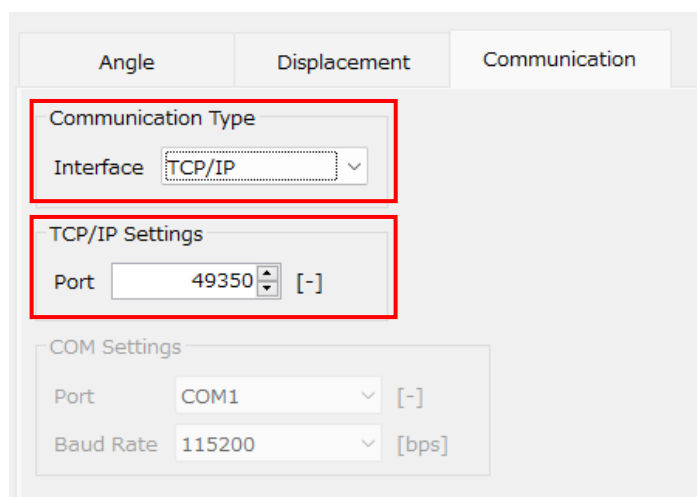 Angle Displacement Communication
Communication Type
Interface TCP/IP
TCP/IP Settings
Port 49350 [-]
COM Settings
Port COM1 [-]
Baud Rate 115200 [bps]